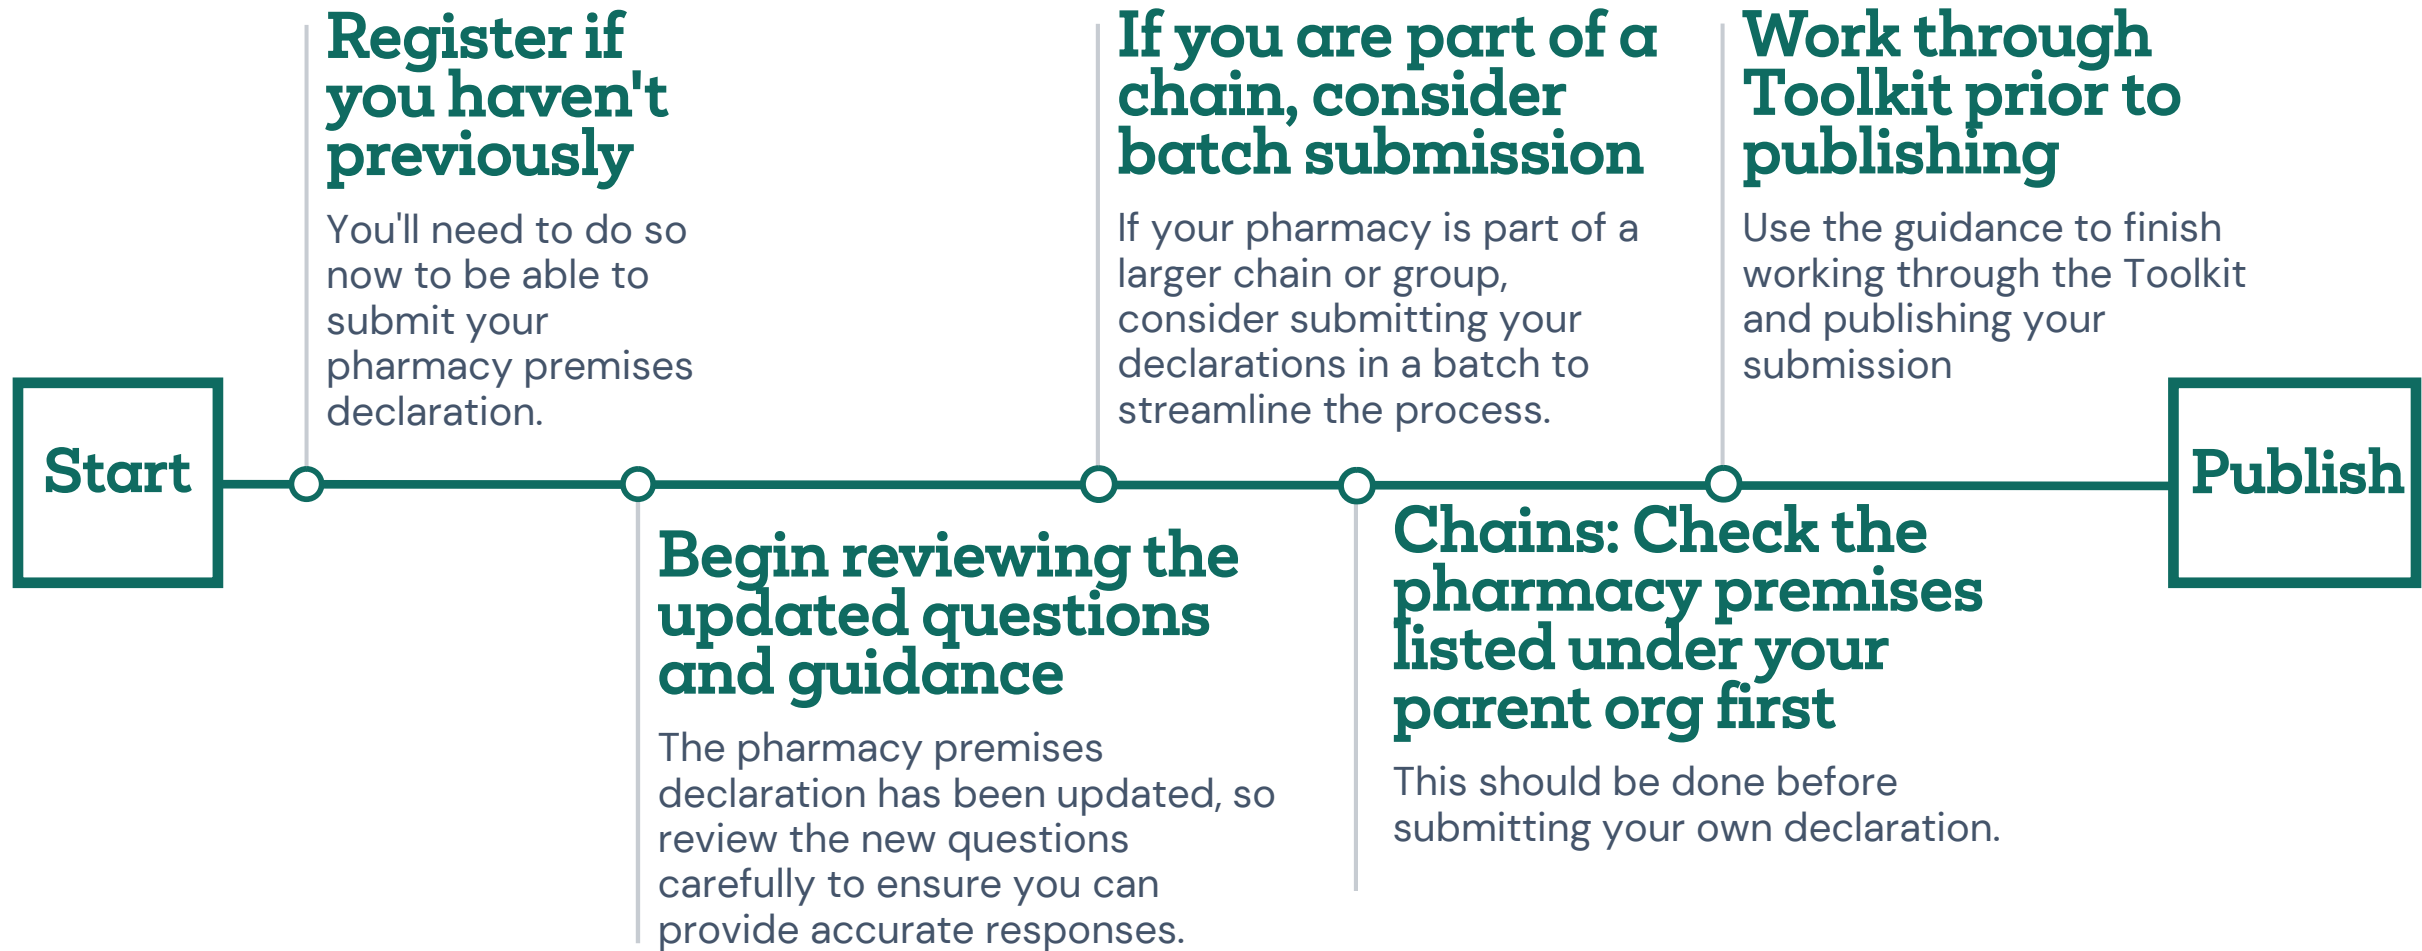 Start
Register if
you haven't
previously
You'll need to do so
now to be able to
submit your
pharmacy premises
declaration.
Begin reviewing the
updated questions
and guidance
The pharmacy premises
declaration has been updated, so
review the new questions
carefully to ensure you can
provide accurate responses.
If you are part of a
chain, consider
batch submission
If your pharmacy is part of a
larger chain or group,
consider submitting your
declarations in a batch to
streamline the process.
Chains: Check the
pharmacy premises
listed under your
parent org first
This should be done before
submitting your own declaration.
Work through
Toolkit prior to
publishing
Use the guidance to finish
working through the Toolkit
and publishing your
submission
Publish